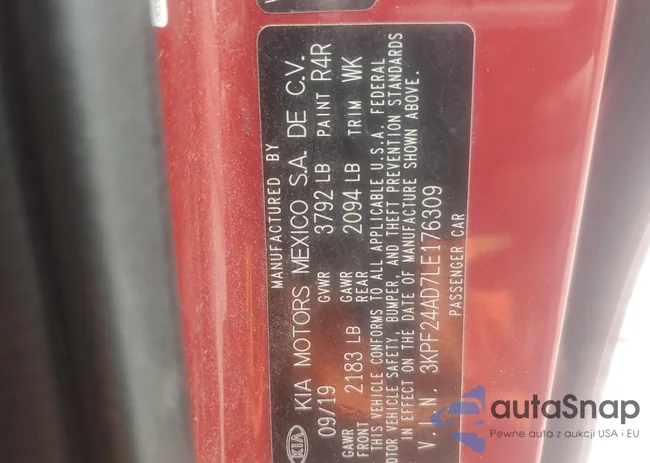 MANUFACTURED BY
KIA KIA MOTORS MEXICO S.A. DE C.V.
09/19 GVWR 3792 LB PAINT R4R
GAWR FRONT 2183 LB GAWR REAR 2094 LB TRIM WK
THIS VEHICLE CONFORMS TO ALL APPLICABLE U.S.A. FEDERAL
MOTOR VEHICLE SAFETY, BUMPER, AND THEFT PREVENTION STANDARDS
IN EFFECT ON THE DATE OF MANUFACTURE SHOWN ABOVE.
V.I.N. 3KPF24AD7LE176309
PASSENGER CAR
autaSnap
Pewne auta z aukcji USA i EU